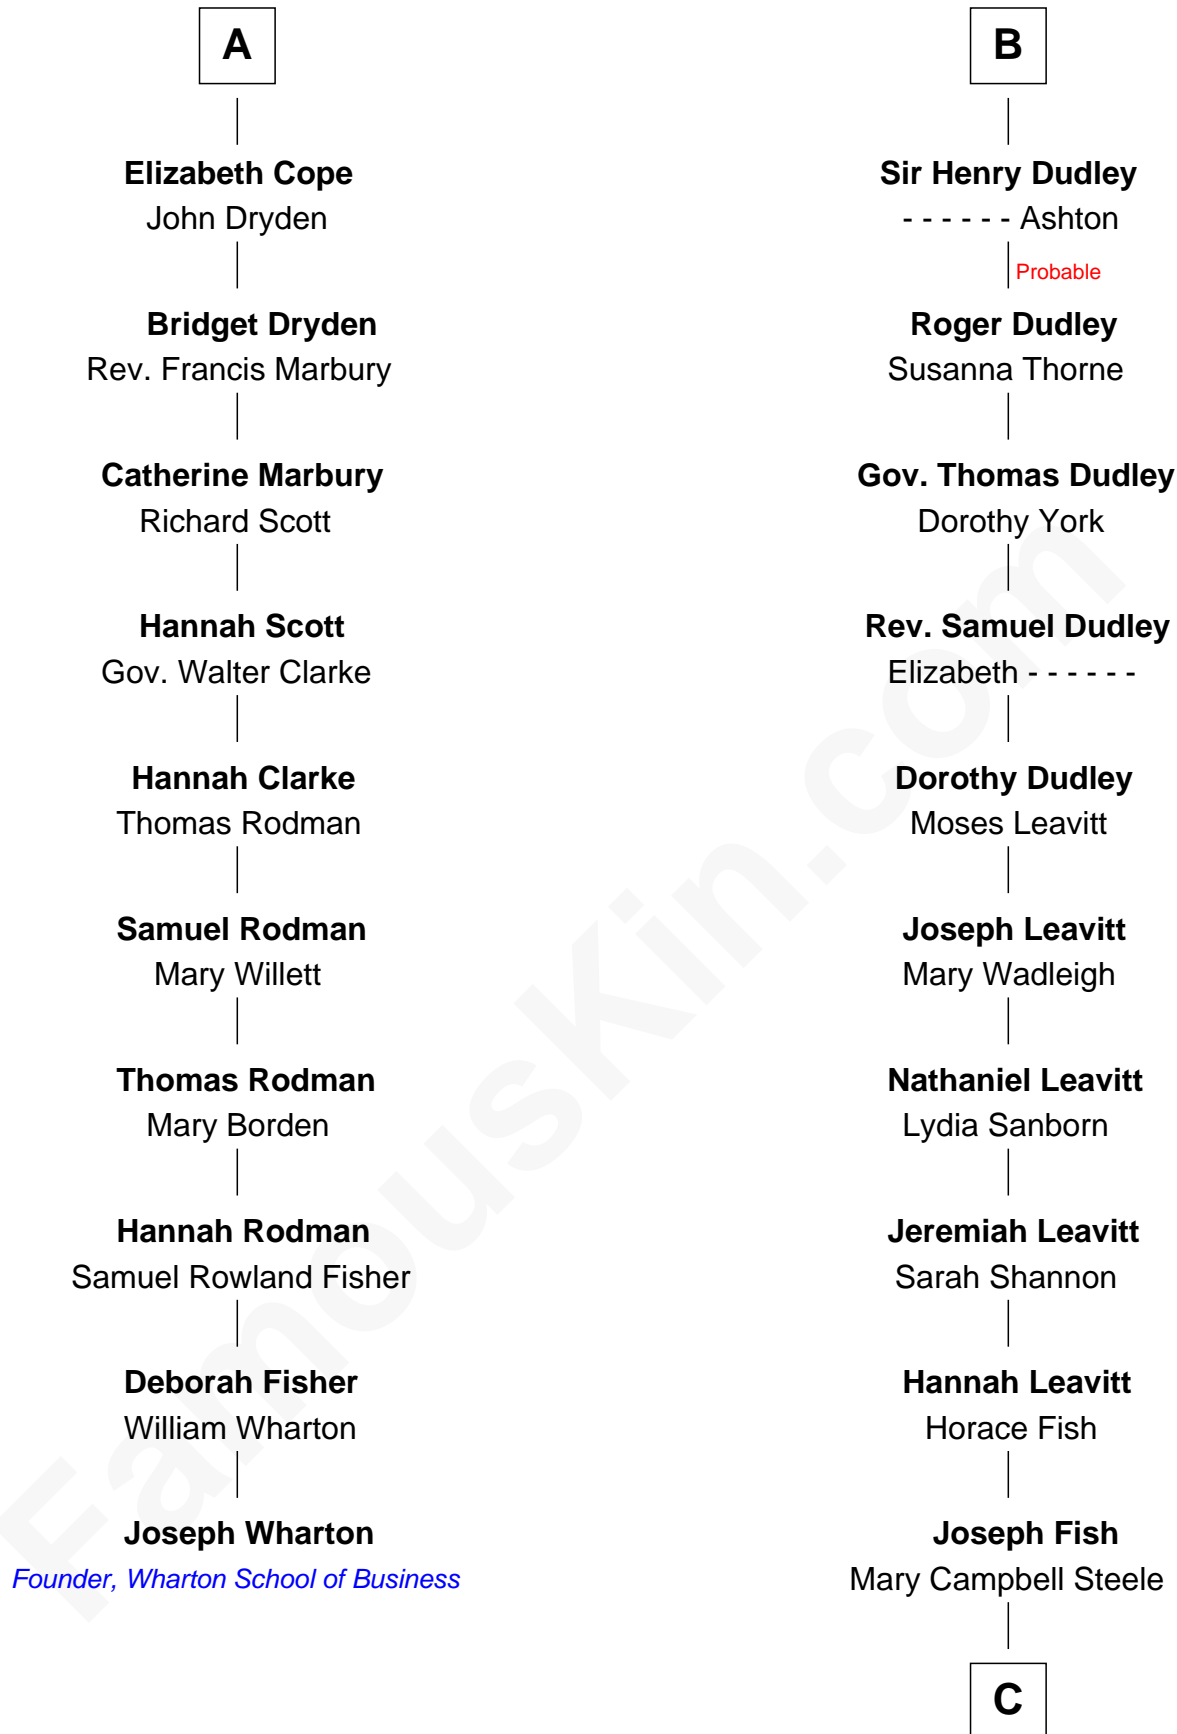 A
Elizabeth Cope
John Dryden
Bridget Dryden
Rev. Francis Marbury
Catherine Marbury
Richard Scott
Hannah Scott
Gov. Walter Clarke
Hannah Clarke
Thomas Rodman
Samuel Rodman
Mary Willett
Thomas Rodman
Mary Borden
Hannah Rodman
Samuel Rowland Fisher
Deborah Fisher
William Wharton
Joseph Wharton
Founder, Wharton School of Business
B
Sir Henry Dudley
- - - - - - Ashton
Probable
Roger Dudley
Susanna Thorne
Gov. Thomas Dudley
Dorothy York
Rev. Samuel Dudley
Elizabeth - - - - - -
Dorothy Dudley
Moses Leavitt
Joseph Leavitt
Mary Wadleigh
Nathaniel Leavitt
Lydia Sanborn
Jeremiah Leavitt
Sarah Shannon
Hannah Leavitt
Horace Fish
Joseph Fish
Mary Campbell Steele
C
FamousKin.com